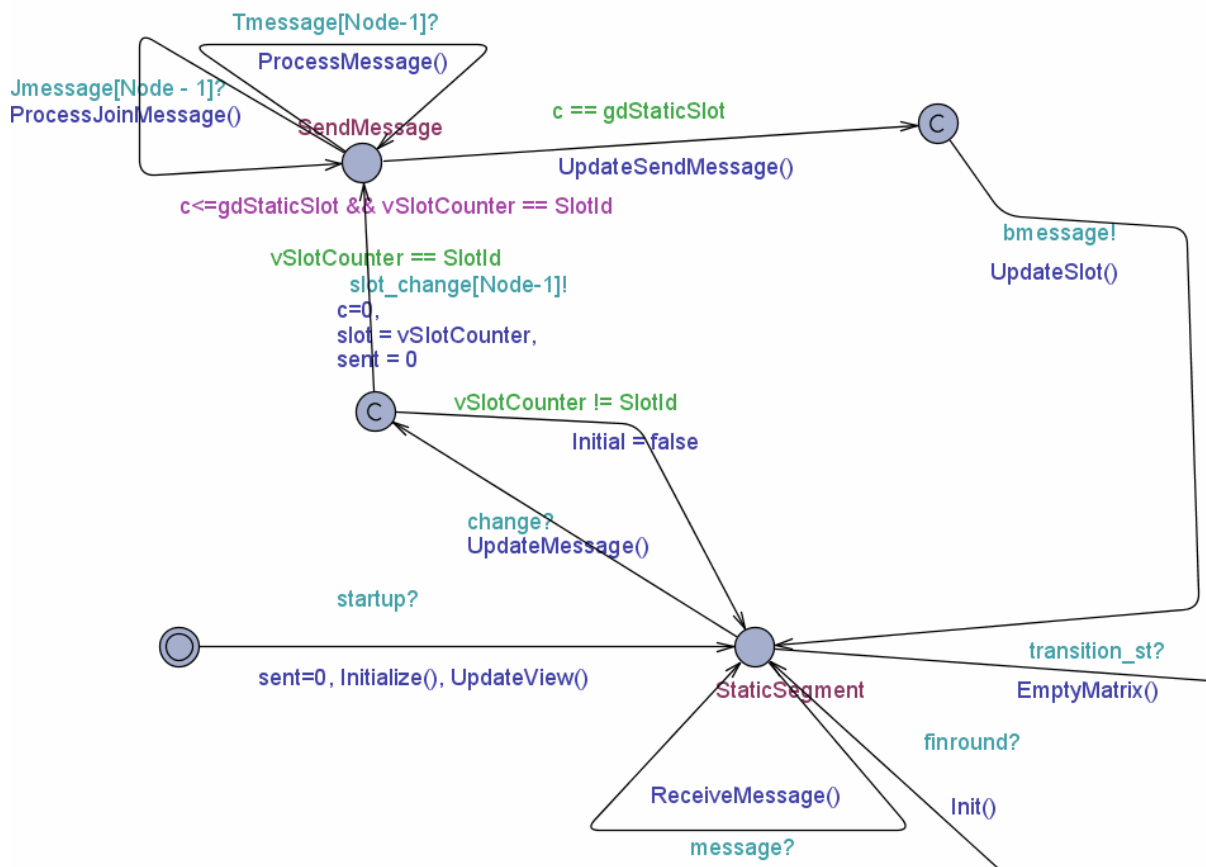 Tmessage[Node-1]?
ProcessMessage()
Jmessage[Node - 1]?
ProcessJoinMessage()
SendMessage
c == gdStaticSlot
C
UpdateSendMessage()
c<=gdStaticSlot && vSlotCounter == SlotId
bmessage!
UpdateSlot()
vSlotCounter == SlotId
slot_change[Node-1]!
c=0,
slot = vSlotCounter,
sent = 0
C
vSlotCounter != SlotId
Initial =false
change?
UpdateMessage()
startup?
sent=0, Initialize(), UpdateView()
StaticSegment
transition_st?
EmptyMatrix()
finround?
Init()
ReceiveMessage()
message?